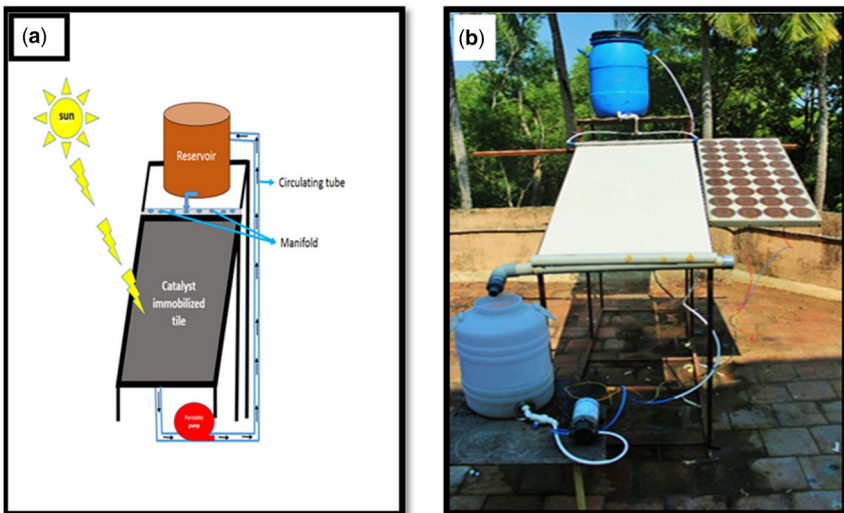 (a)
(b)
sun
Reservoir
Circulating tube
Manifold
Catalyst
immobilized
tile
Peristaltic
pump